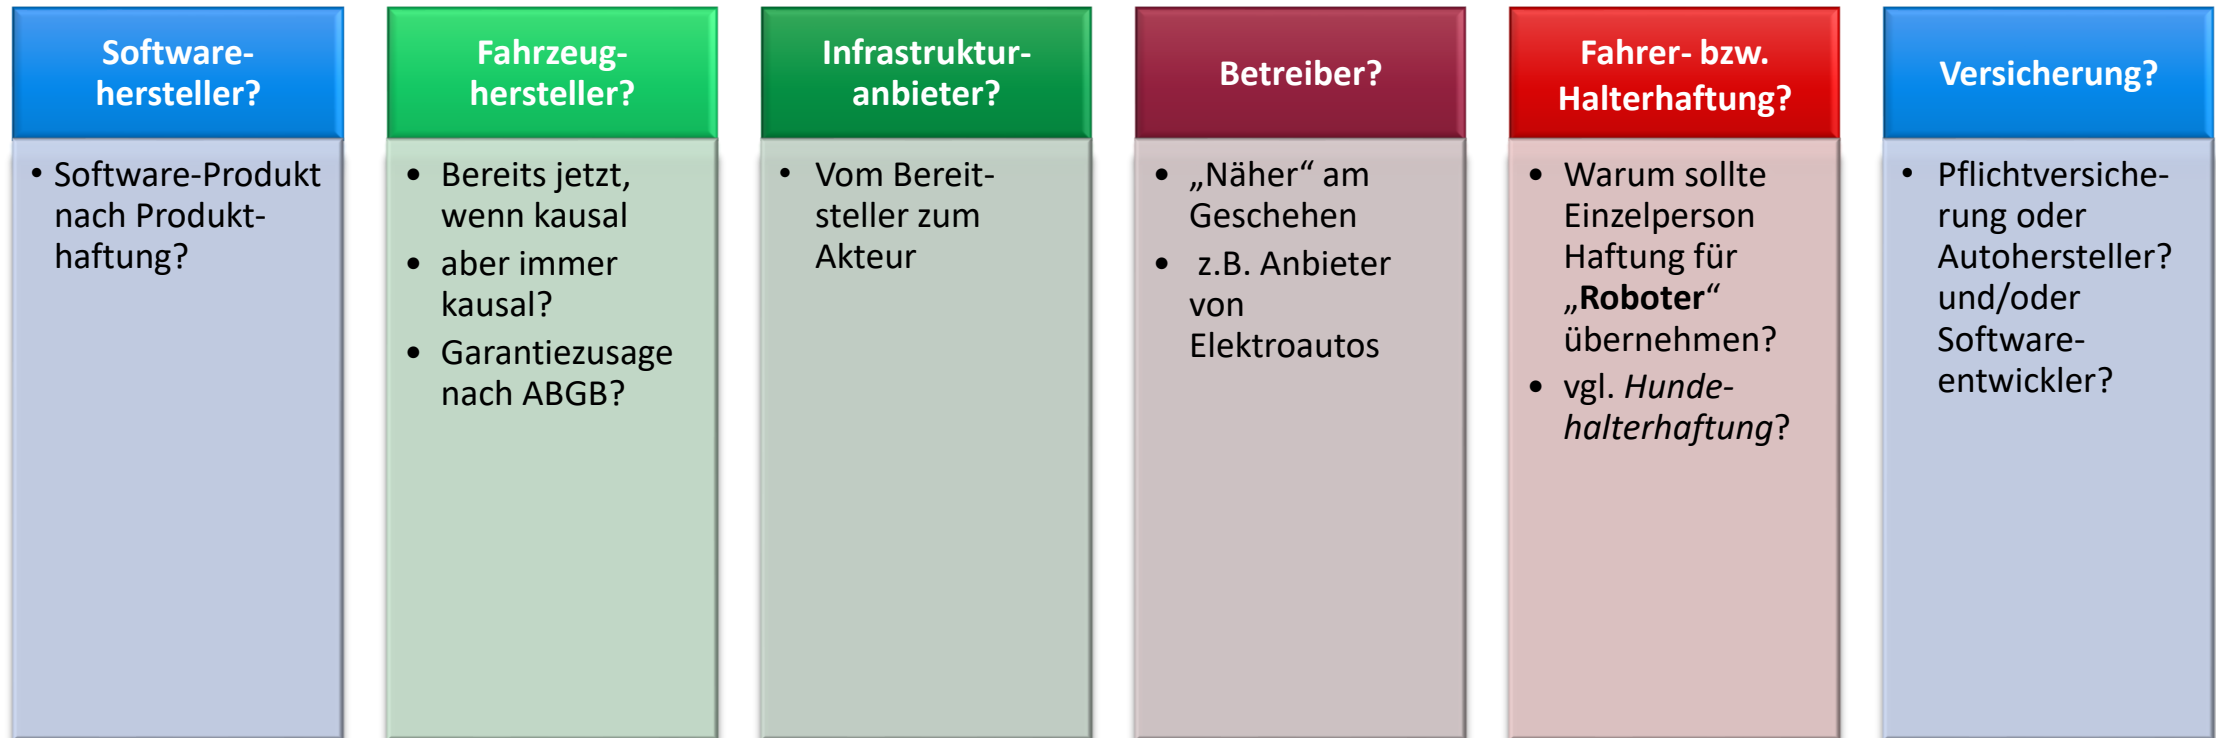 Software-
hersteller?
• Software-Produkt
nach Produkt-
haftung?
Fahrzeug-
hersteller?
• Bereits jetzt,
wenn kausal
• aber immer
kausal?
• Garantiezusage
nach ABGB?
Infrastruktur-
anbieter?
• Vom Bereit-
steller zum
Akteur
Betreiber?
• „Näher“ am
Geschehen
• z.B. Anbieter
von
Elektroautos
Fahrer- bzw.
Halterhaftung?
• Warum sollte
Einzelperson
Haftung für
„Roboter“
übernehmen?
• vgl. Hunde-
halterhaftung?
Versicherung?
• Pflichtversiche-
rung oder
Autohersteller?
und/oder
Software-
entwickler?